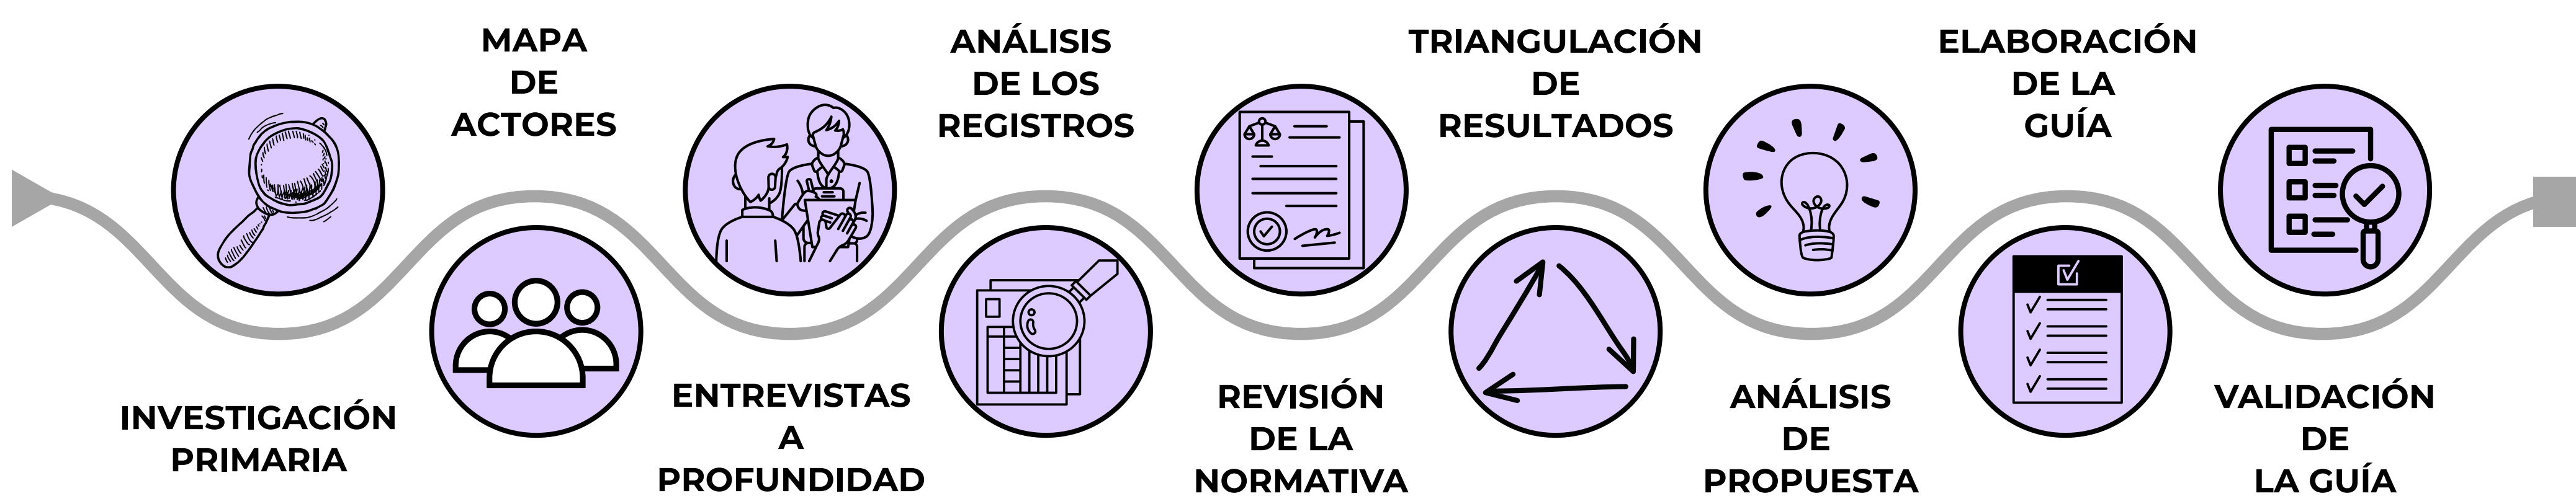 INVESTIGACIÓN
PRIMARIA
MAPA
DE
ACTORES
ENTREVISTAS
A
PROFUNDIDAD
ANÁLISIS
DE LOS
REGISTROS
REVISIÓN
DE LA
NORMATIVA
TRIANGULACIÓN
DE
RESULTADOS
ANÁLISIS
DE
PROPUESTA
ELABORACIÓN
DE LA
GUÍA
VALIDACIÓN
DE
LA GUÍA